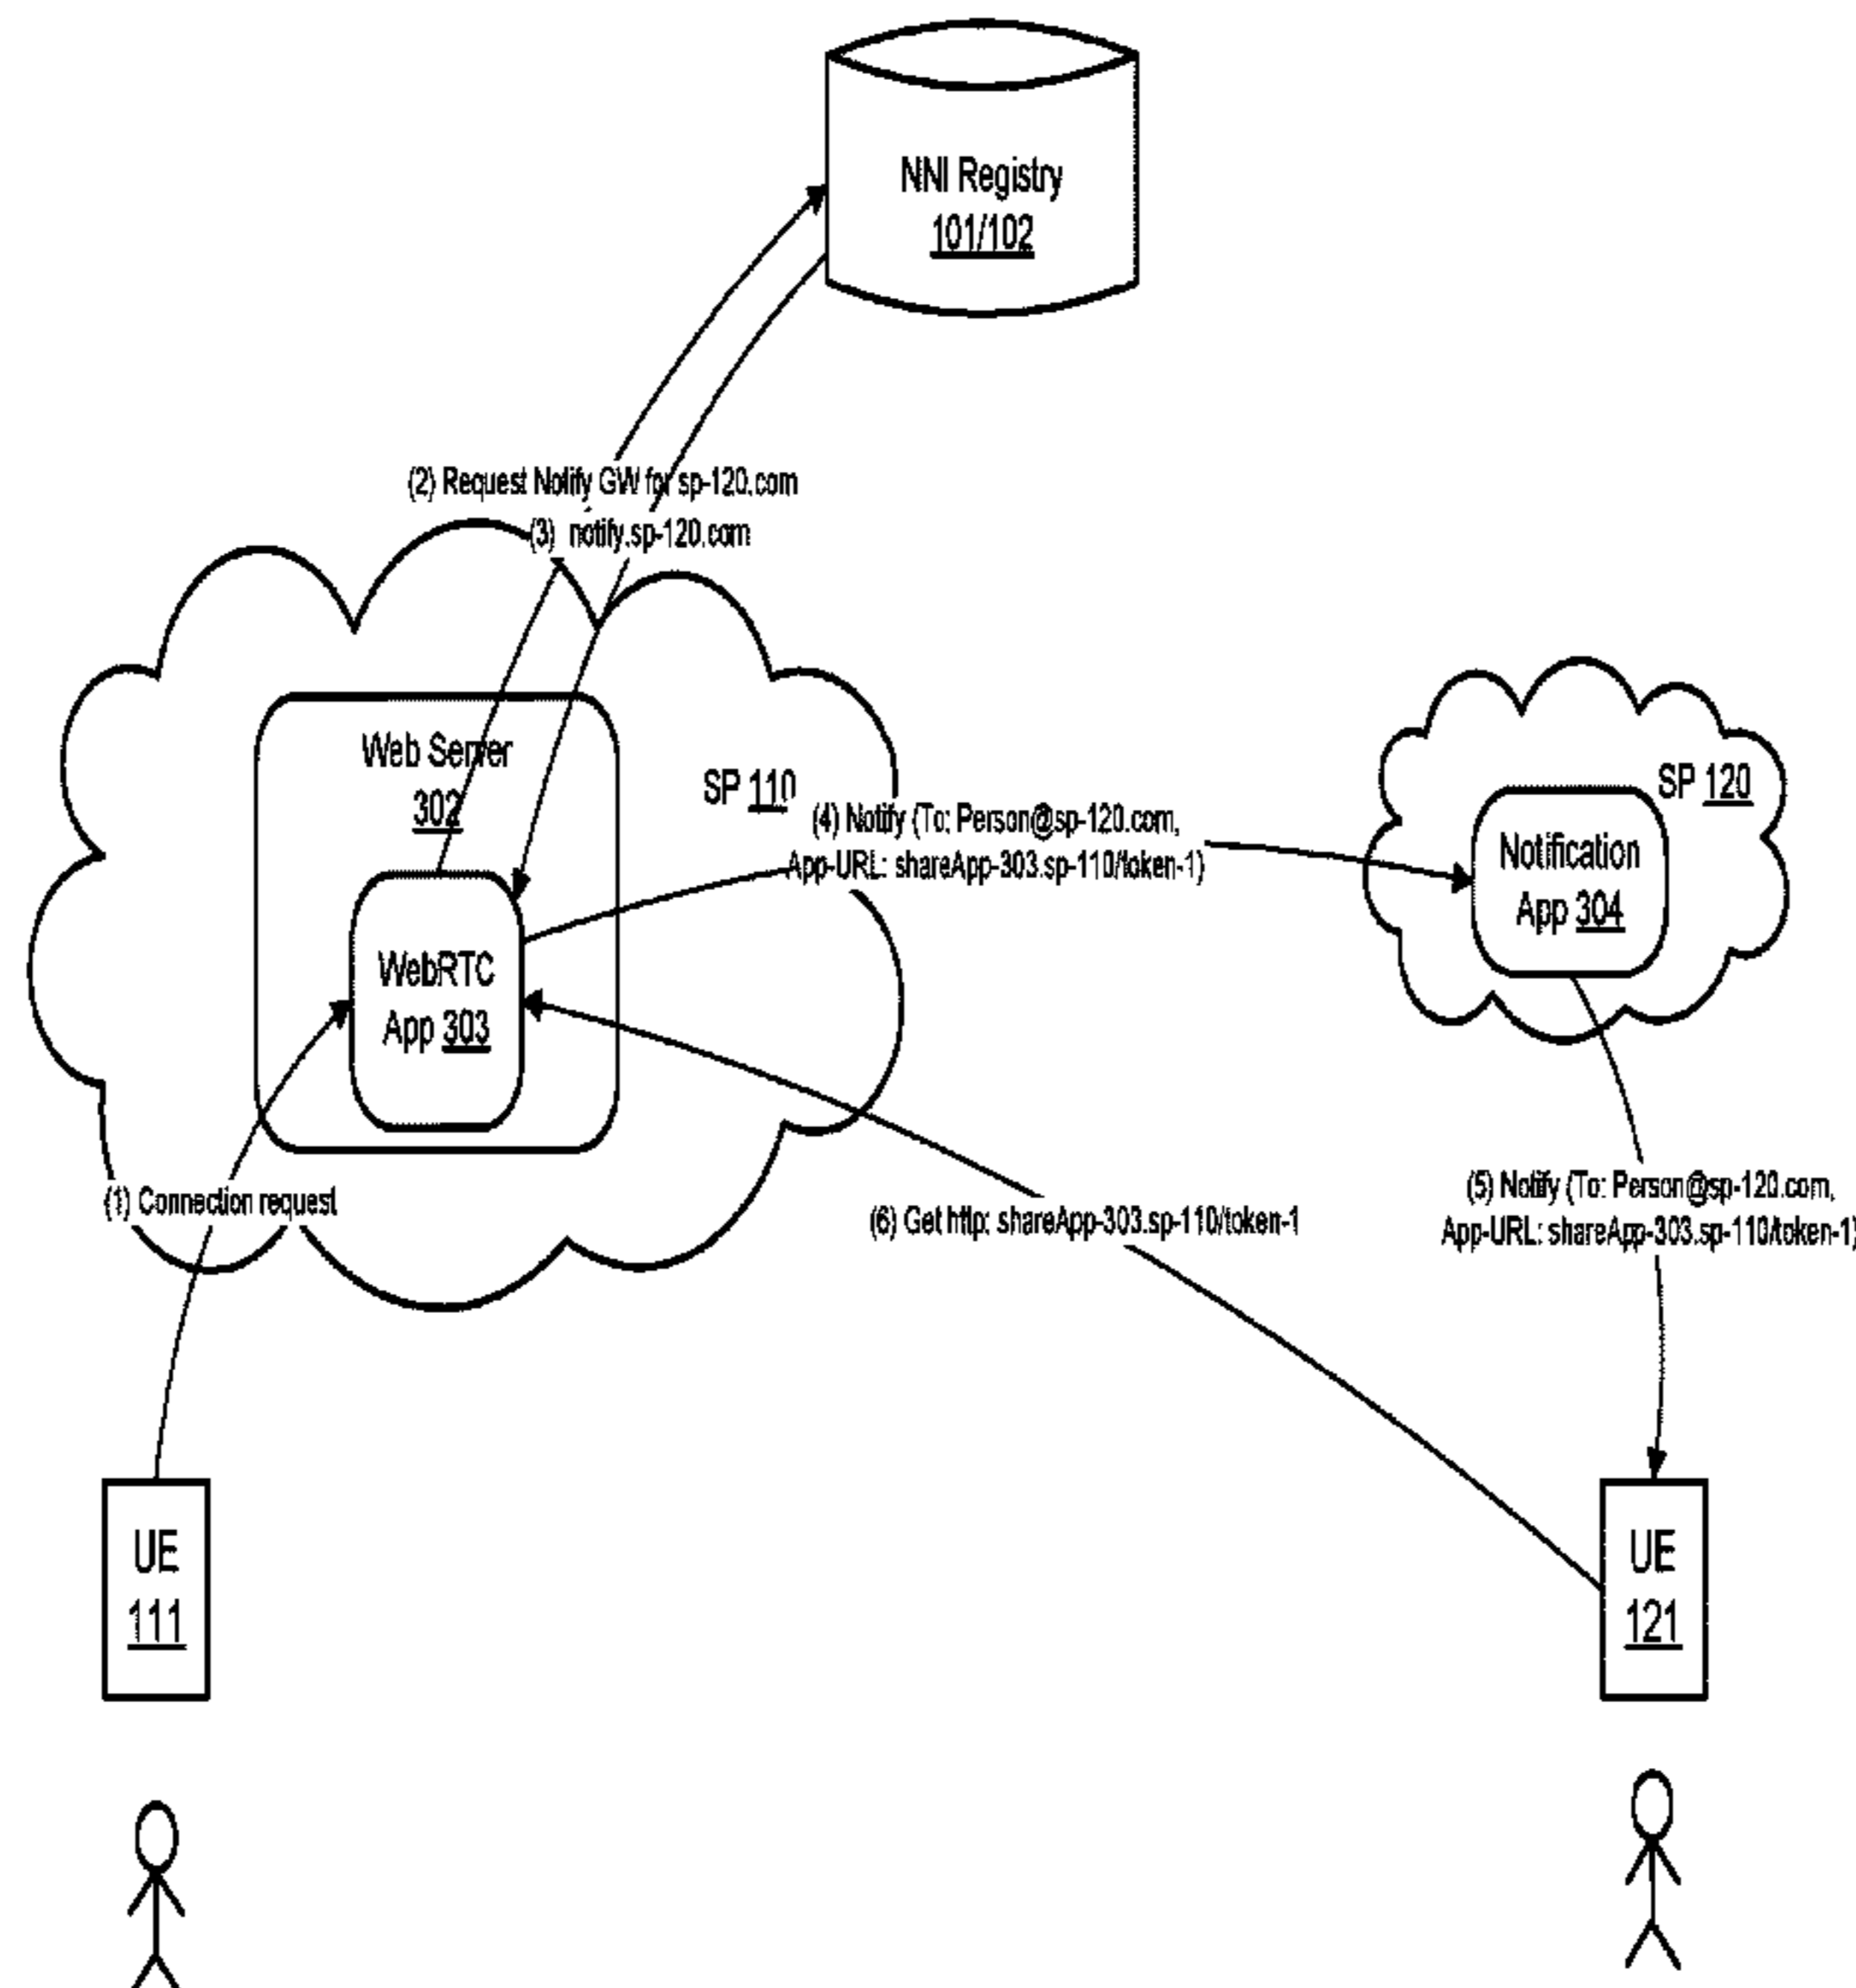 NNI Registry
101/102
(2) Request Notify GW for sp-120.com
(3) notify.sp-120.com
Web Server
302
SP 110
SP 120
(4) Notify (To: Person@sp-120.com,
App-URL: shareApp-303.sp-110/token-1)
Notification
App 304
WebRTC
App 303
(1) Connection request
(6) Get http: shareApp-303.sp-110/token-1
(5) Notify (To: Person@sp-120.com,
App-URL: shareApp-303.sp-110/token-1)
UE
111
UE
121